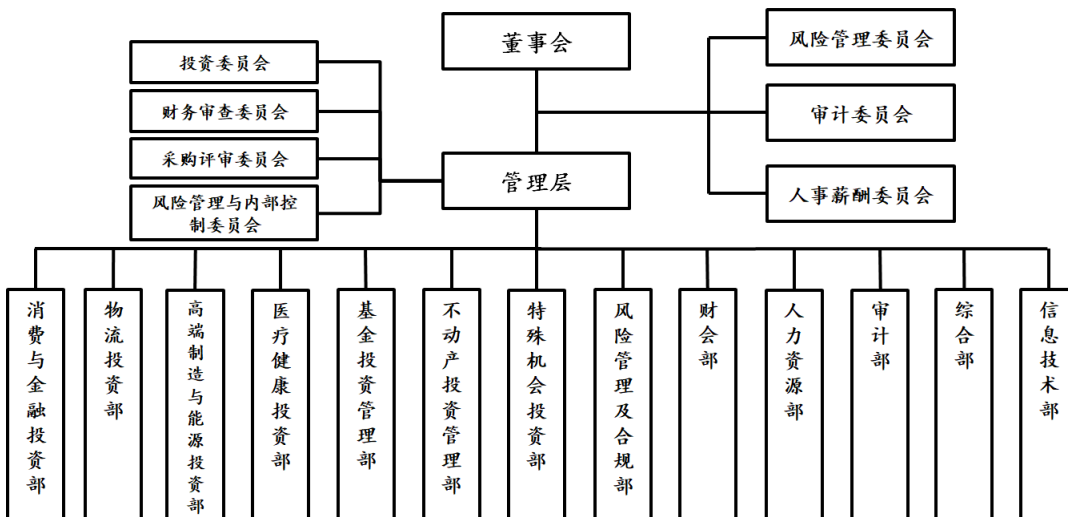 董事会
投资委员会
财务审查委员会
采购评审委员会
风险管理与内部控
制委员会
风险管理委员会
审计委员会
人事薪酬委员会
管理层
消费与金融投资部
物流投资部
高端制造与能源投资部
医疗健康投资部
基金投资管理部
不动产投资管理部
特殊机会投资部
风险管理及合规部
财会部
人力资源部
审计部
综合部
信息技术部